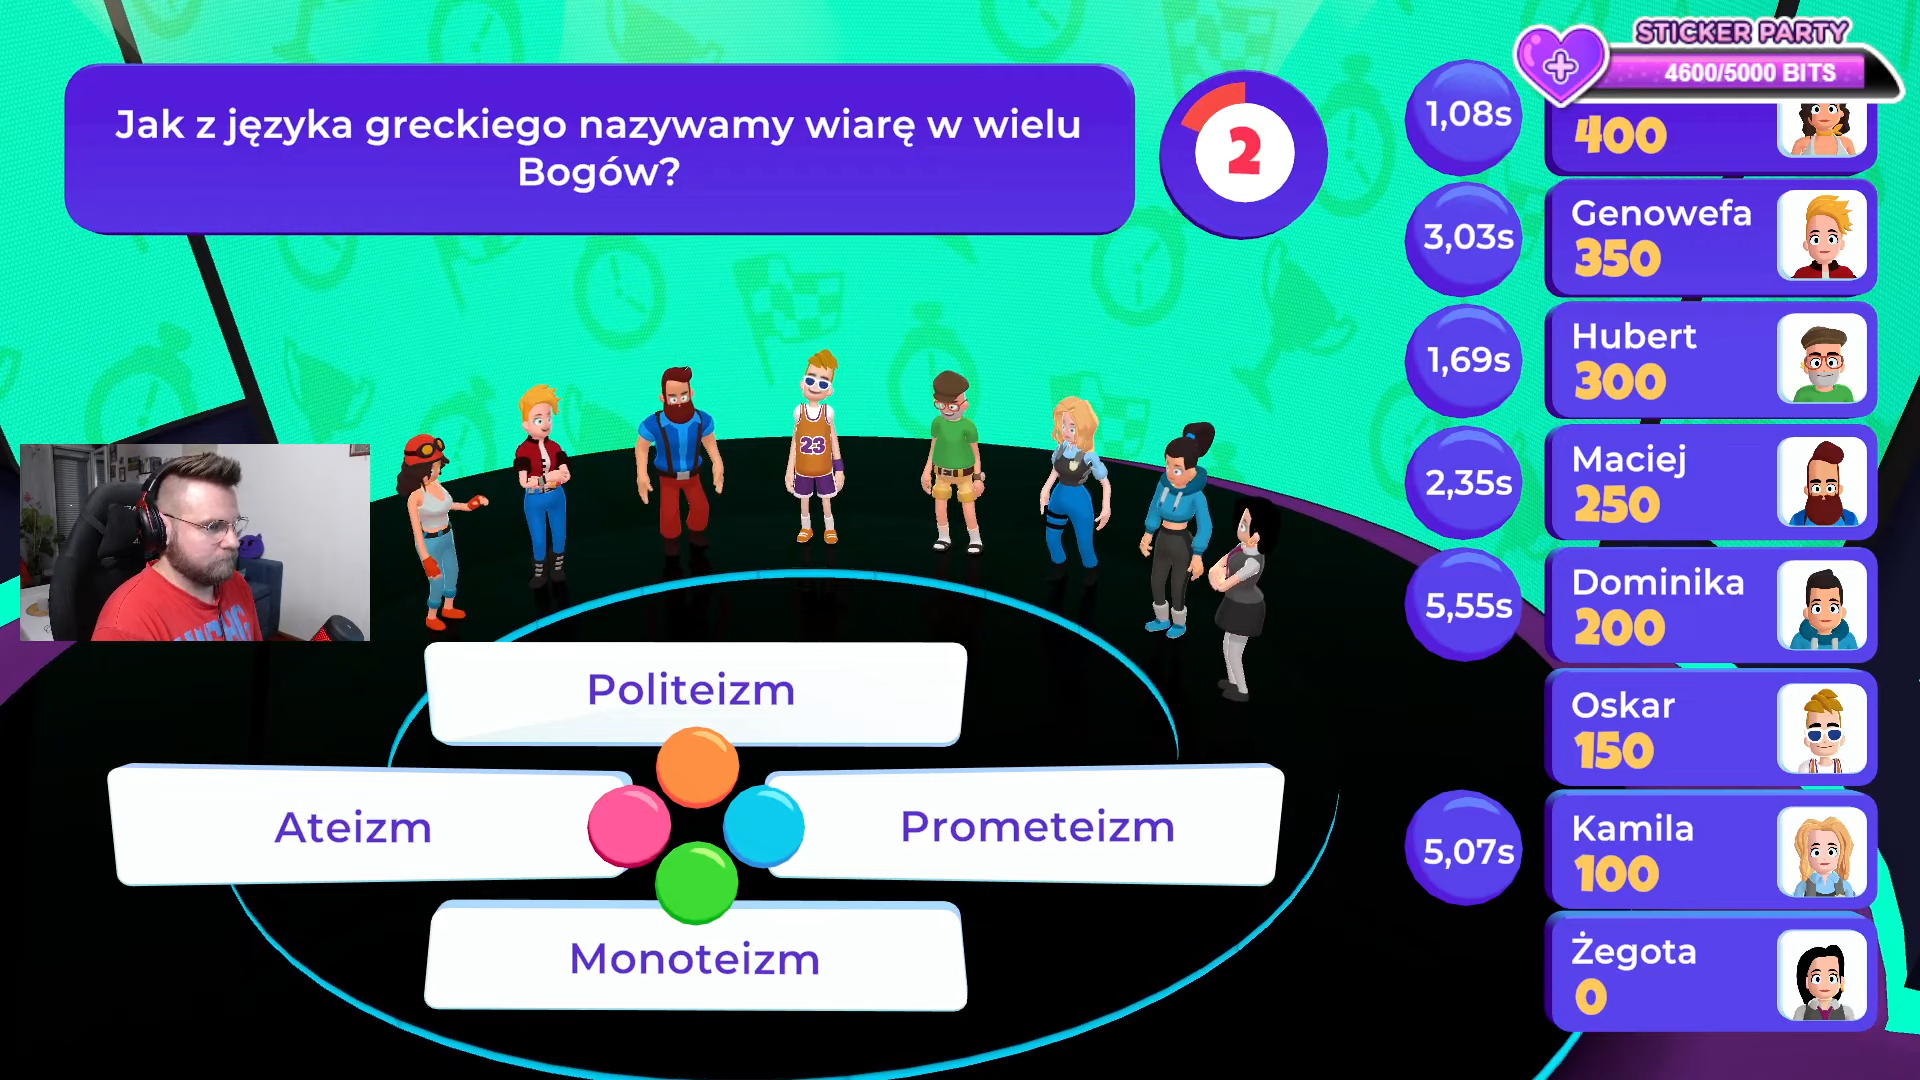 STICKER PARTY
4600/5000 BITS
Jak z języka greckiego nazywamy wiarę w wielu
Bogów?
2
1,08s
400
3,03s
Genowefa
350
1,69s
Hubert
300
2,35s
Maciej
250
5,55s
Dominika
200
Oskar
150
5,07s
Kamila
100
Żegota
0
23
Politeizm
Ateizm
Prometeizm
Monoteizm